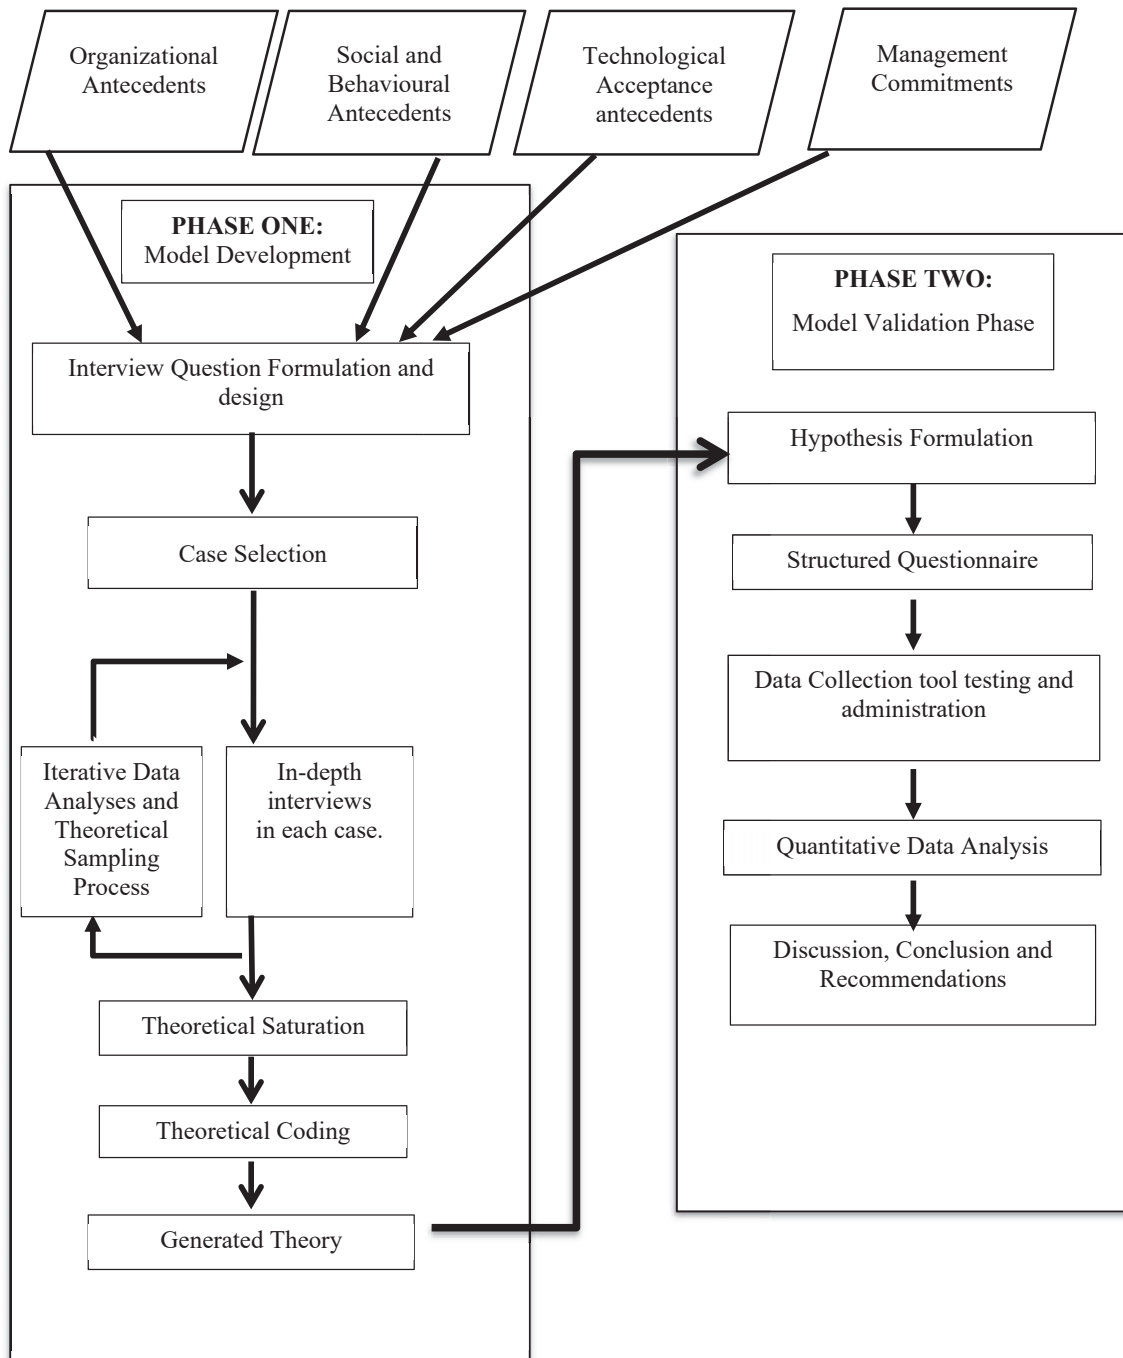 Organizational
Antecedents
Social and
Behavioural
Antecedents
Technological
Acceptance
antecedents
Management
Commitments
PHASE ONE:
Model Development
Interview Question Formulation and
design
Case Selection
Iterative Data
Analyses and
Theoretical
Sampling
Process
In-depth
interviews
in each case.
Theoretical Saturation
Theoretical Coding
Generated Theory
PHASE TWO:
Model Validation Phase
Hypothesis Formulation
Structured Questionnaire
Data Collection tool testing and
administration
Quantitative Data Analysis
Discussion, Conclusion and
Recommendations